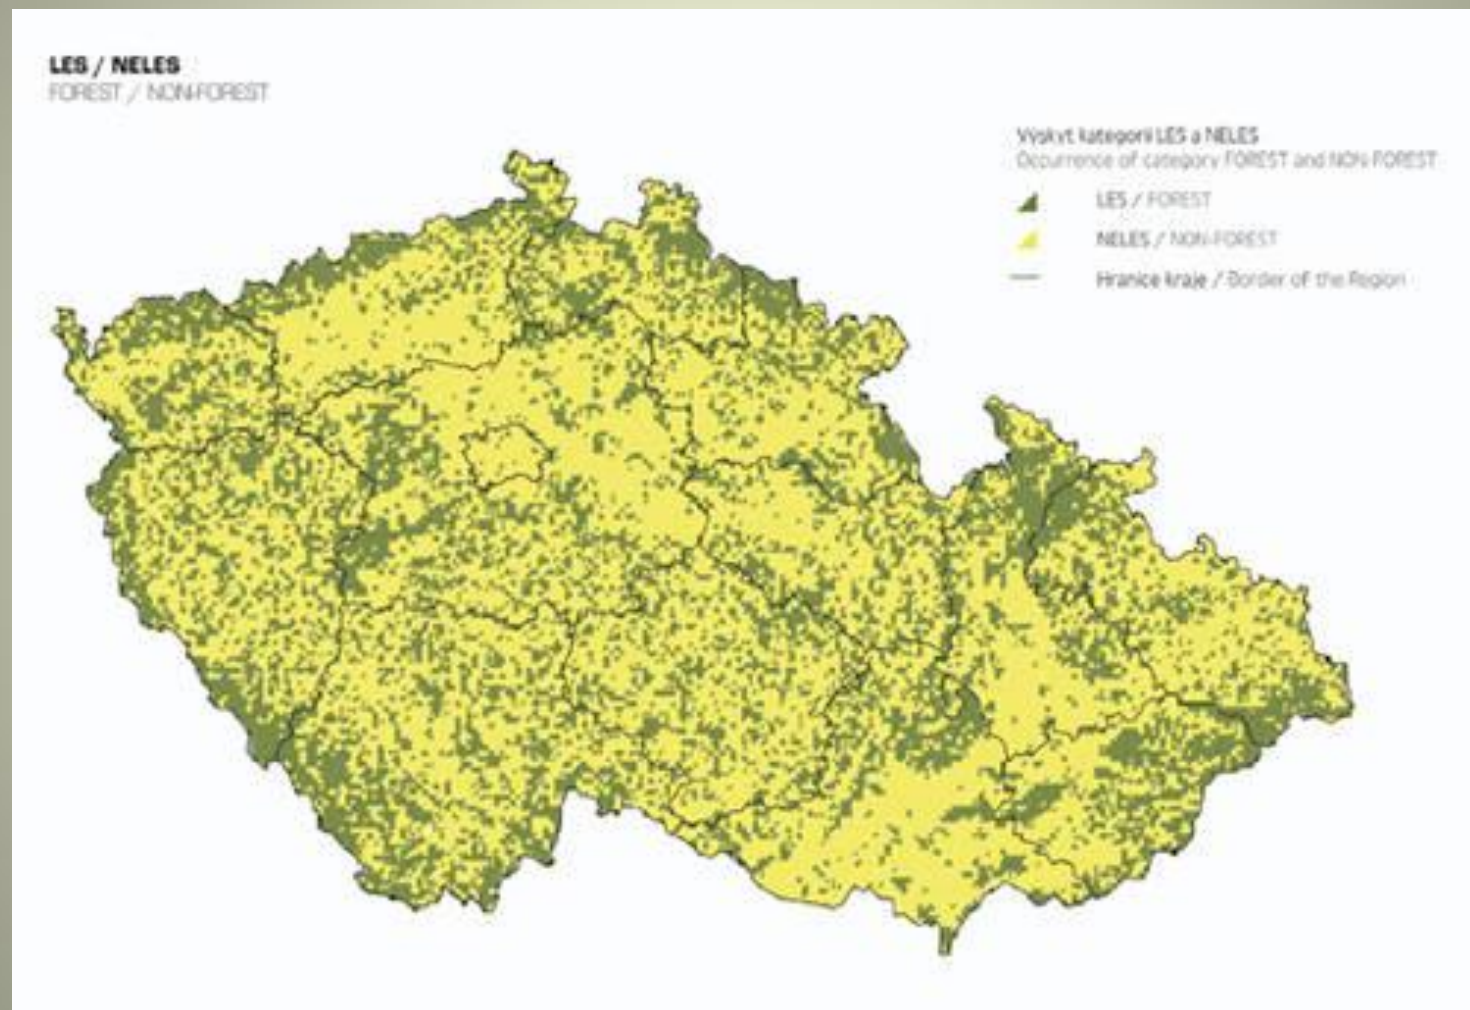 LES / NELES
FOREST / NON-FOREST
Výskyt kategorií LES a NELES
Occurrence of category FOREST and NON-FOREST
LES / FOREST
NELES / NON-FOREST
Hranice kraje / Border of the Region